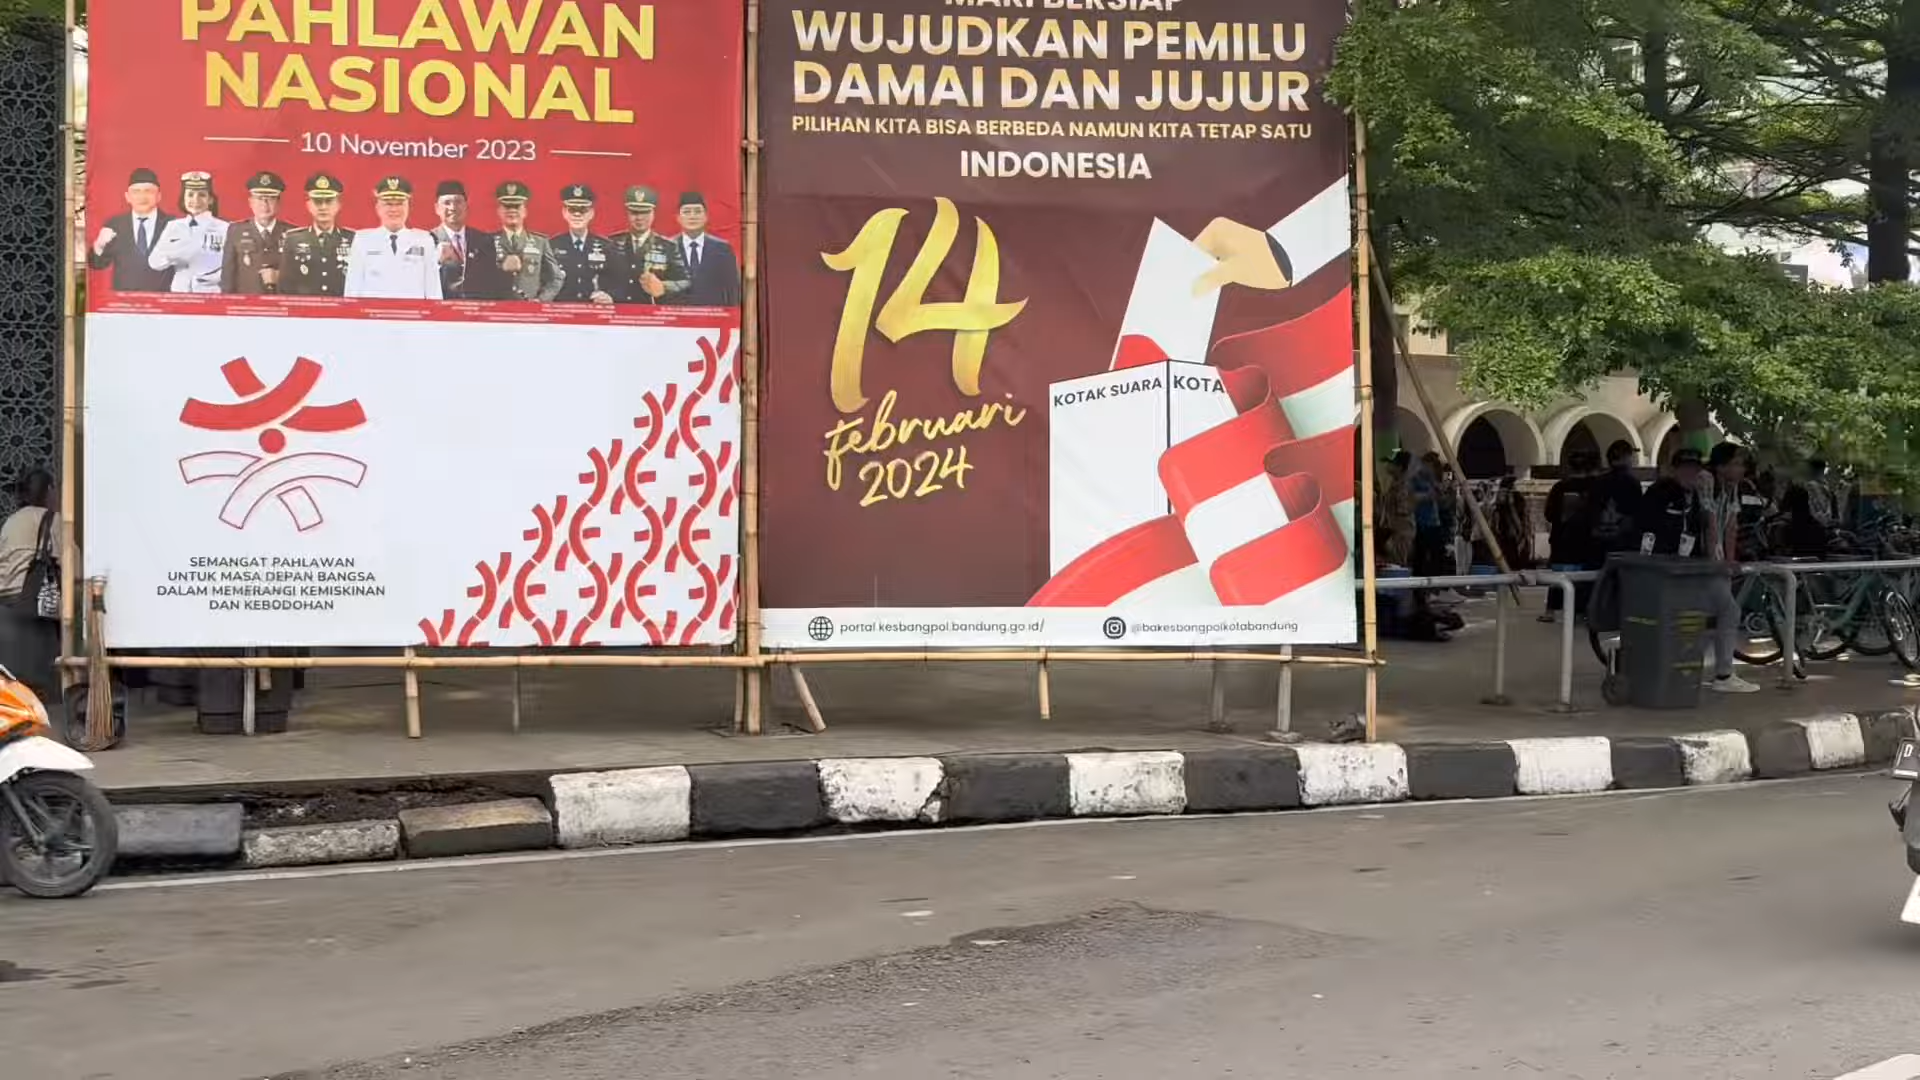 PAHLAWAN
NASIONAL
10 November 2023
SEMANGAT PAHLAWAN
UNTUK MASA DEPAN BANGSA
DALAM MEMERANGI KEMISKINAN
DAN KEBODOHAN
MARI BERSIAP
WUJUDKAN PEMILU
DAMAI DAN JUJUR
PILIHAN KITA BISA BERBEDA NAMUN KITA TETAP SATU
INDONESIA
14
februari
2024
KOTAK SUARA
KOTA
portal.kesbangpol.bandung.go.id/
@bakesbangpolkotabandung
D